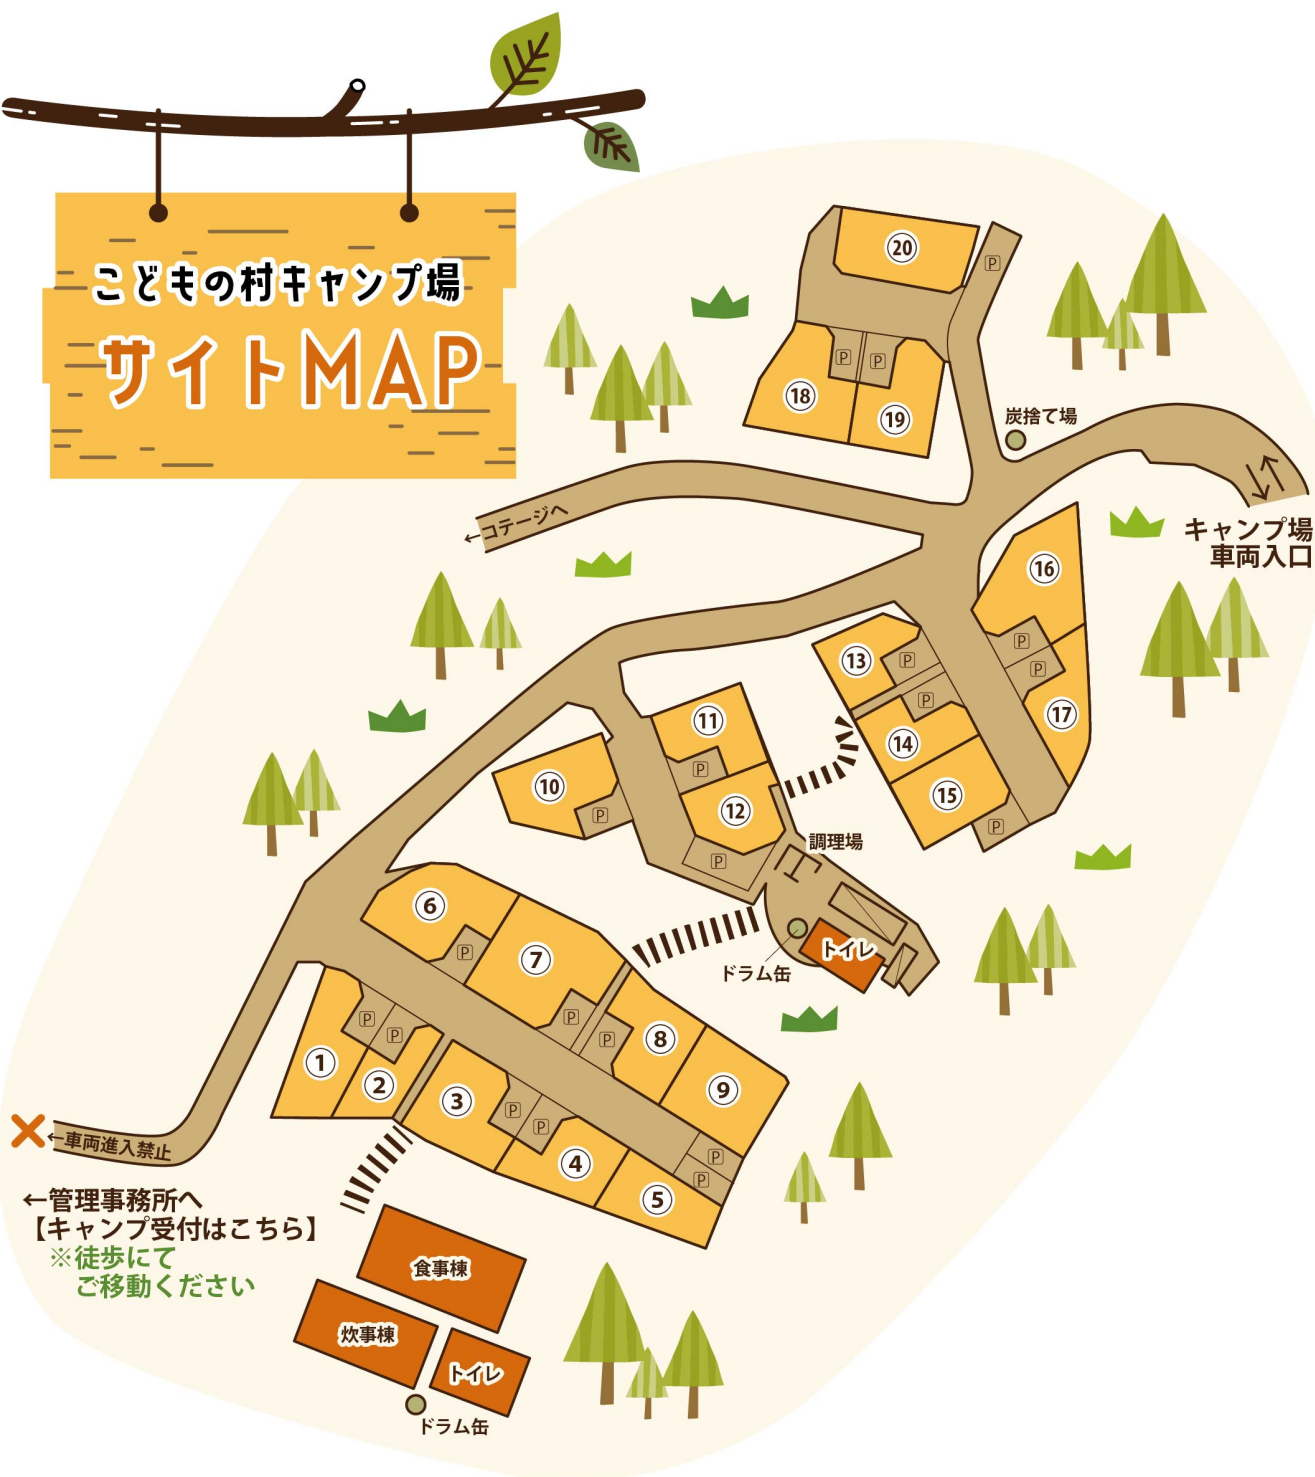 こどもの村キャンプ場
サイトMAP
⑳
P
P
P
⑱
⑲
炭捨て場
←コテージへ
キャンプ場
車両入口
⑯
P
P
⑰
⑬
P
P
⑭
⑮
P
⑪
P
⑩
P
⑫
P
調理場
トイレ
ドラム缶
⑥
P
⑦
P
P
⑧
⑨
①
P
P
②
③
P
P
④
⑤
P
P
←車両進入禁止
←管理事務所へ
【キャンプ受付はこちら】
※徒歩にて
ご移動ください
食事棟
炊事棟
トイレ
ドラム缶